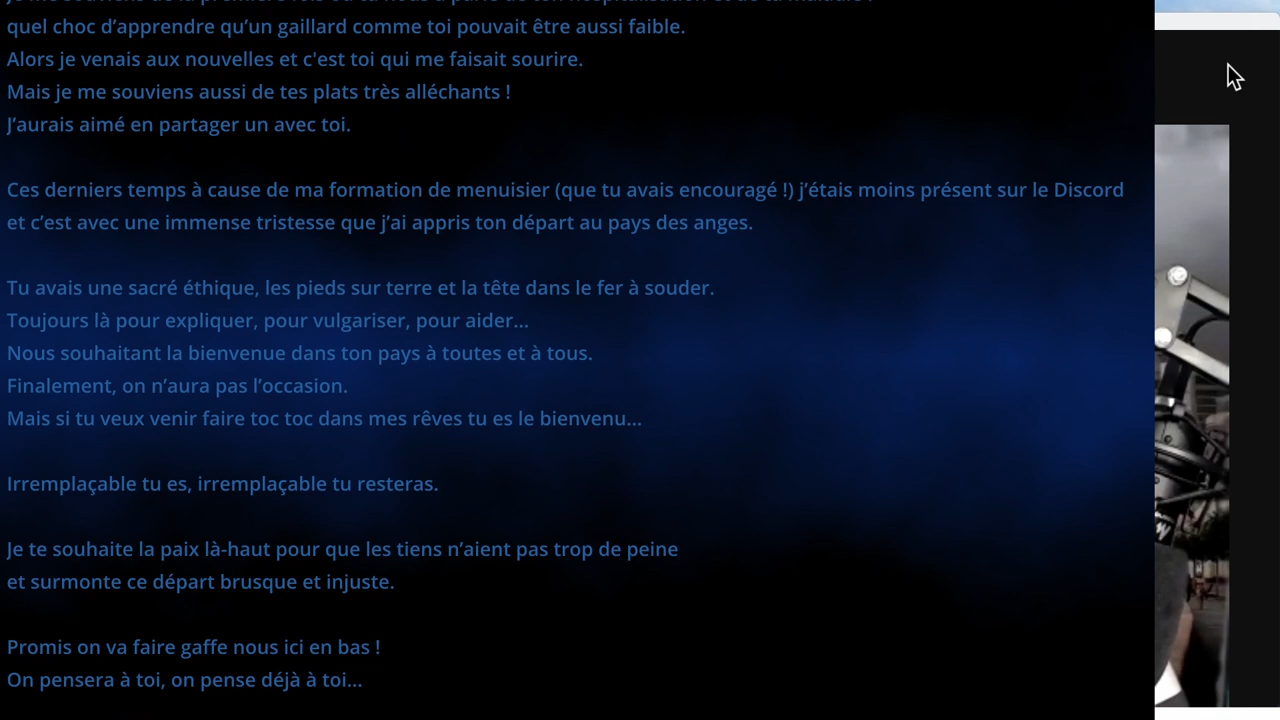 quel choc d’apprendre qu’un gaillard comme toi pouvait être aussi faible.
Alors je venais aux nouvelles et c'est toi qui me faisait sourire.
Mais je me souviens aussi de tes plats très alléchants !
J’aurais aimé en partager un avec toi.
Ces derniers temps à cause de ma formation de menuisier (que tu avais encouragé !) j’étais moins présent sur le Discord
et c’est avec une immense tristesse que j’ai appris ton départ au pays des anges.
Tu avais une sacré éthique, les pieds sur terre et la tête dans le fer à souder.
Toujours là pour expliquer, pour vulgariser, pour aider…
Nous souhaitant la bienvenue dans ton pays à toutes et à tous.
Finalement, on n’aura pas l’occasion.
Mais si tu veux venir faire toc toc dans mes rêves tu es le bienvenu…
Irremplaçable tu es, irremplaçable tu resteras.
Je te souhaite la paix là-haut pour que les tiens n’aient pas trop de peine
et surmonte ce départ brusque et injuste.
Promis on va faire gaffe nous ici en bas !
On pensera à toi, on pense déjà à toi…